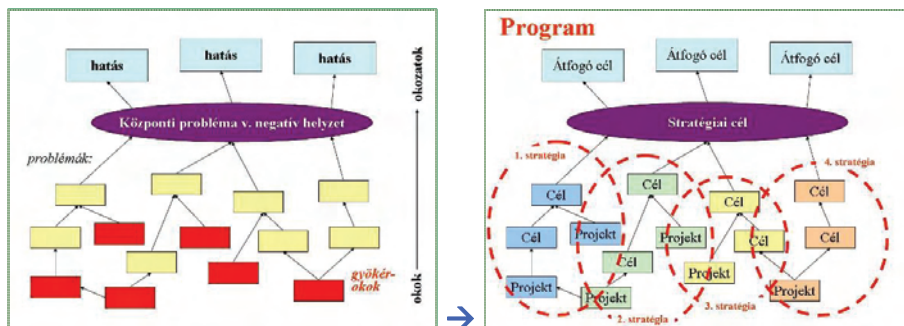 hatás
hatás
hatás
Központi probléma v. negatív helyzet
problémák:
gyökér-
okok
okozatok
okok
Program
Átfogó cél
Átfogó cél
Átfogó cél
Stratégiai cél
1. stratégia
4. stratégia
Cél
Cél
Cél
Cél
Projekt
Projekt
Cél
Cél
Cél
Cél
Projekt
Projekt
Projekt
Projekt
3. stratégia
2. stratégia